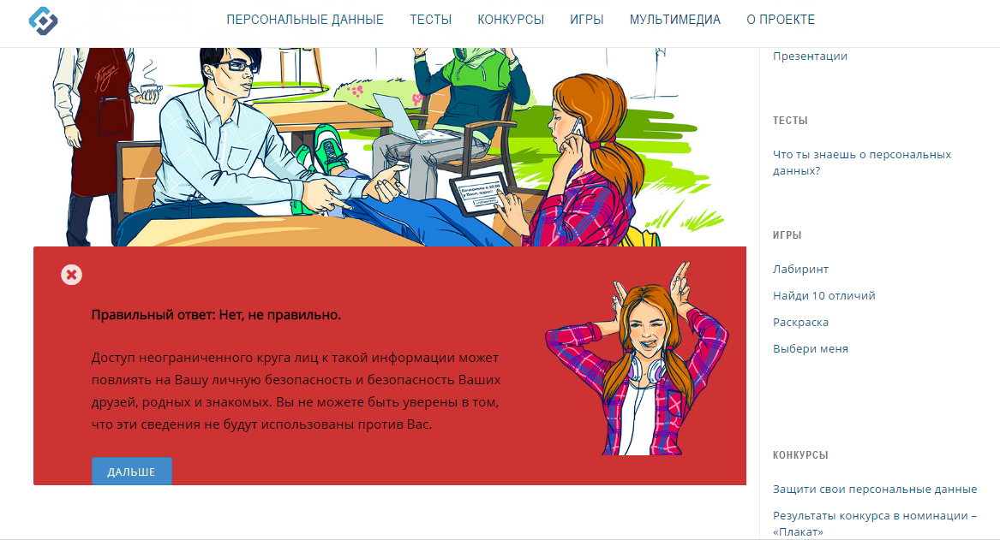 ПЕРСОНАЛЬНЫЕ ДАННЫЕ ТЕСТЫ КОНКУРСЫ ИГРЫ МУЛЬТИМЕДИА О ПРОЕКТЕ
Вечеринка в 22:00
у Васи, адрес:
Правильный ответ: Нет, не правильно.
Доступ неограниченного круга лиц к такой информации может
повлиять на Вашу личную безопасность и безопасность Ваших
друзей, родных и знакомых. Вы не можете быть уверены в том,
что эти сведения не будут использованы против Вас.
ДАЛЬШЕ
Презентации
ТЕСТЫ
Что ты знаешь о персональных
данных?
ИГРЫ
Лабиринт
Найди 10 отличий
Раскраска
Выбери меня
КОНКУРСЫ
Защити свои персональные данные
Результаты конкурса в номинации –
«Плакат»